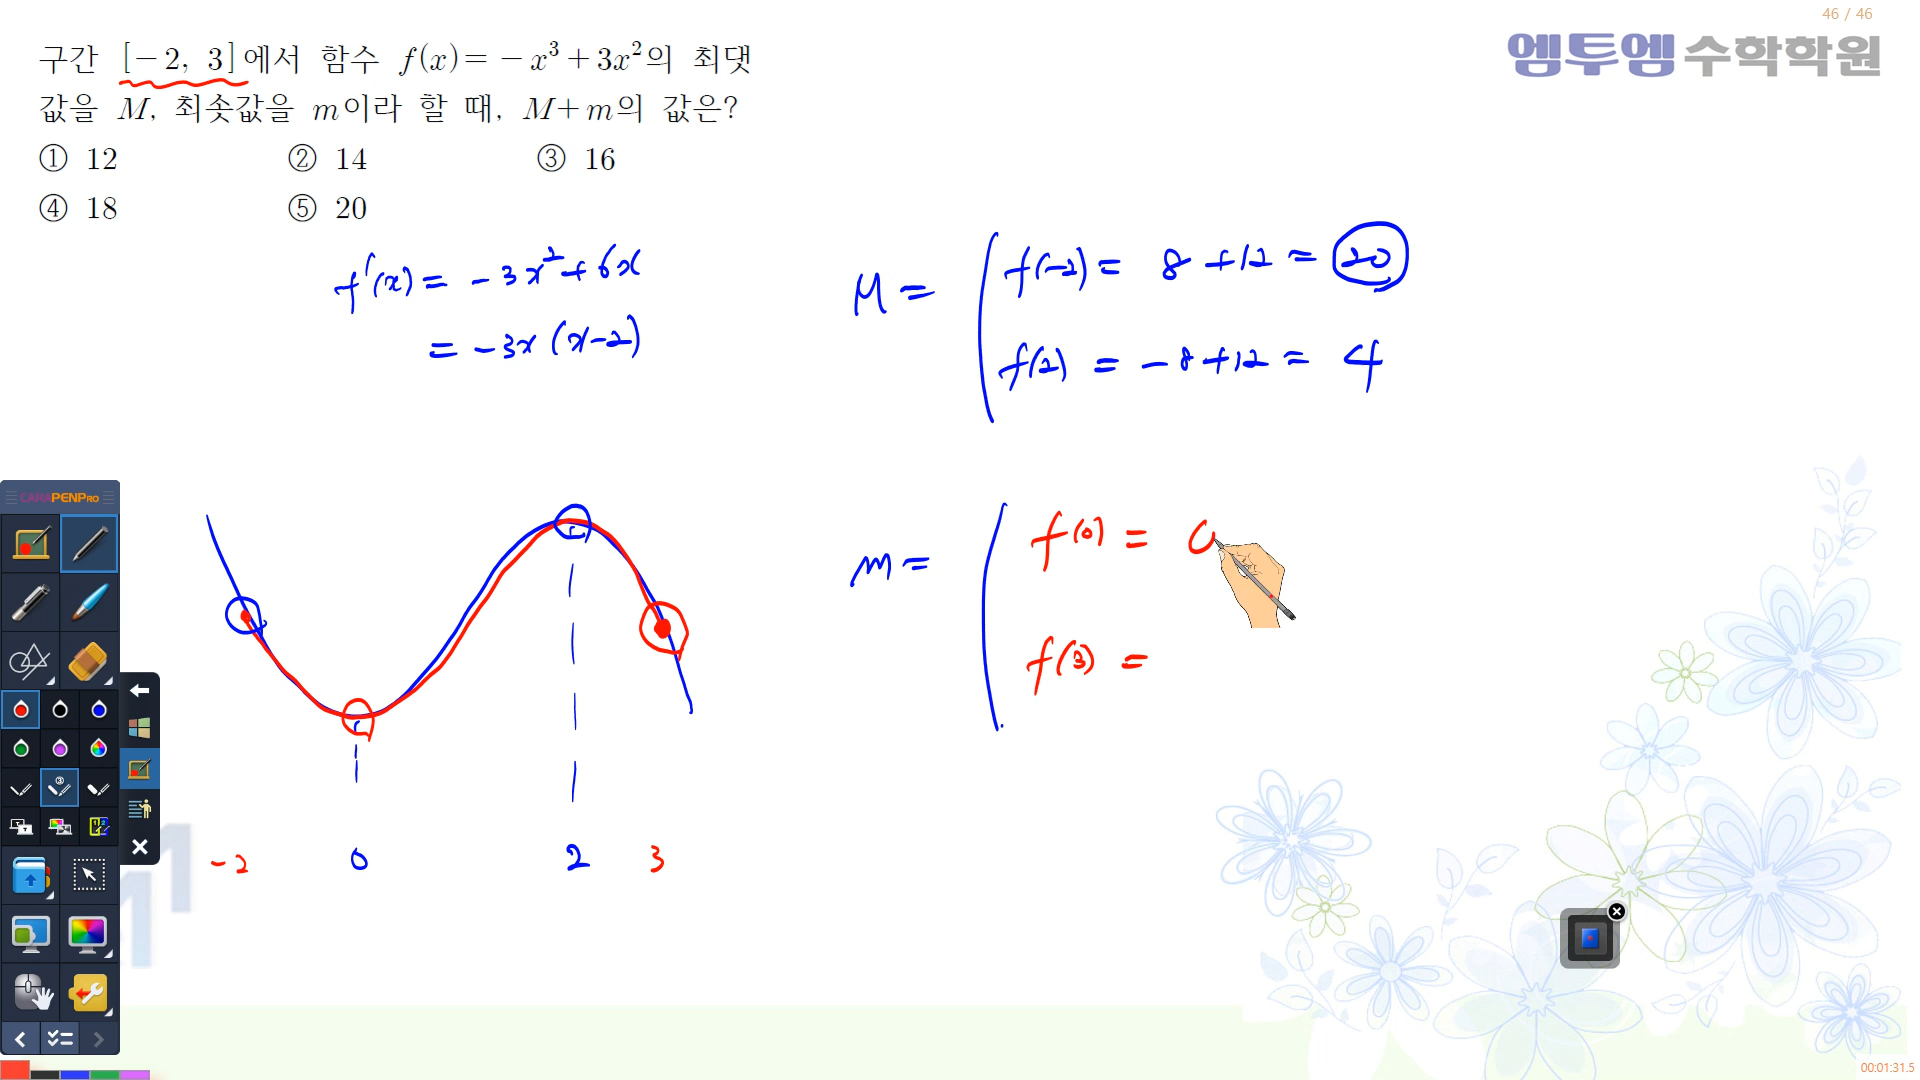 46 / 46
엠투엠 수학학원
구간 [-2, 3]에서 함수 f(x)=-x³+3x²의 최댓
값을 M, 최솟값을 m이라 할 때, M+m의 값은?
① 12 ② 14 ③ 16
④ 18 ⑤ 20
f'(x) = -3x²+6x
= -3x(x-2)
M =
f(-2) = 8+12 = 20
f(2) = -8+12 = 4
m =
f(0) = 0
f(3) =
-2 0 2 3
CARAPENPRO
00:01:31.5